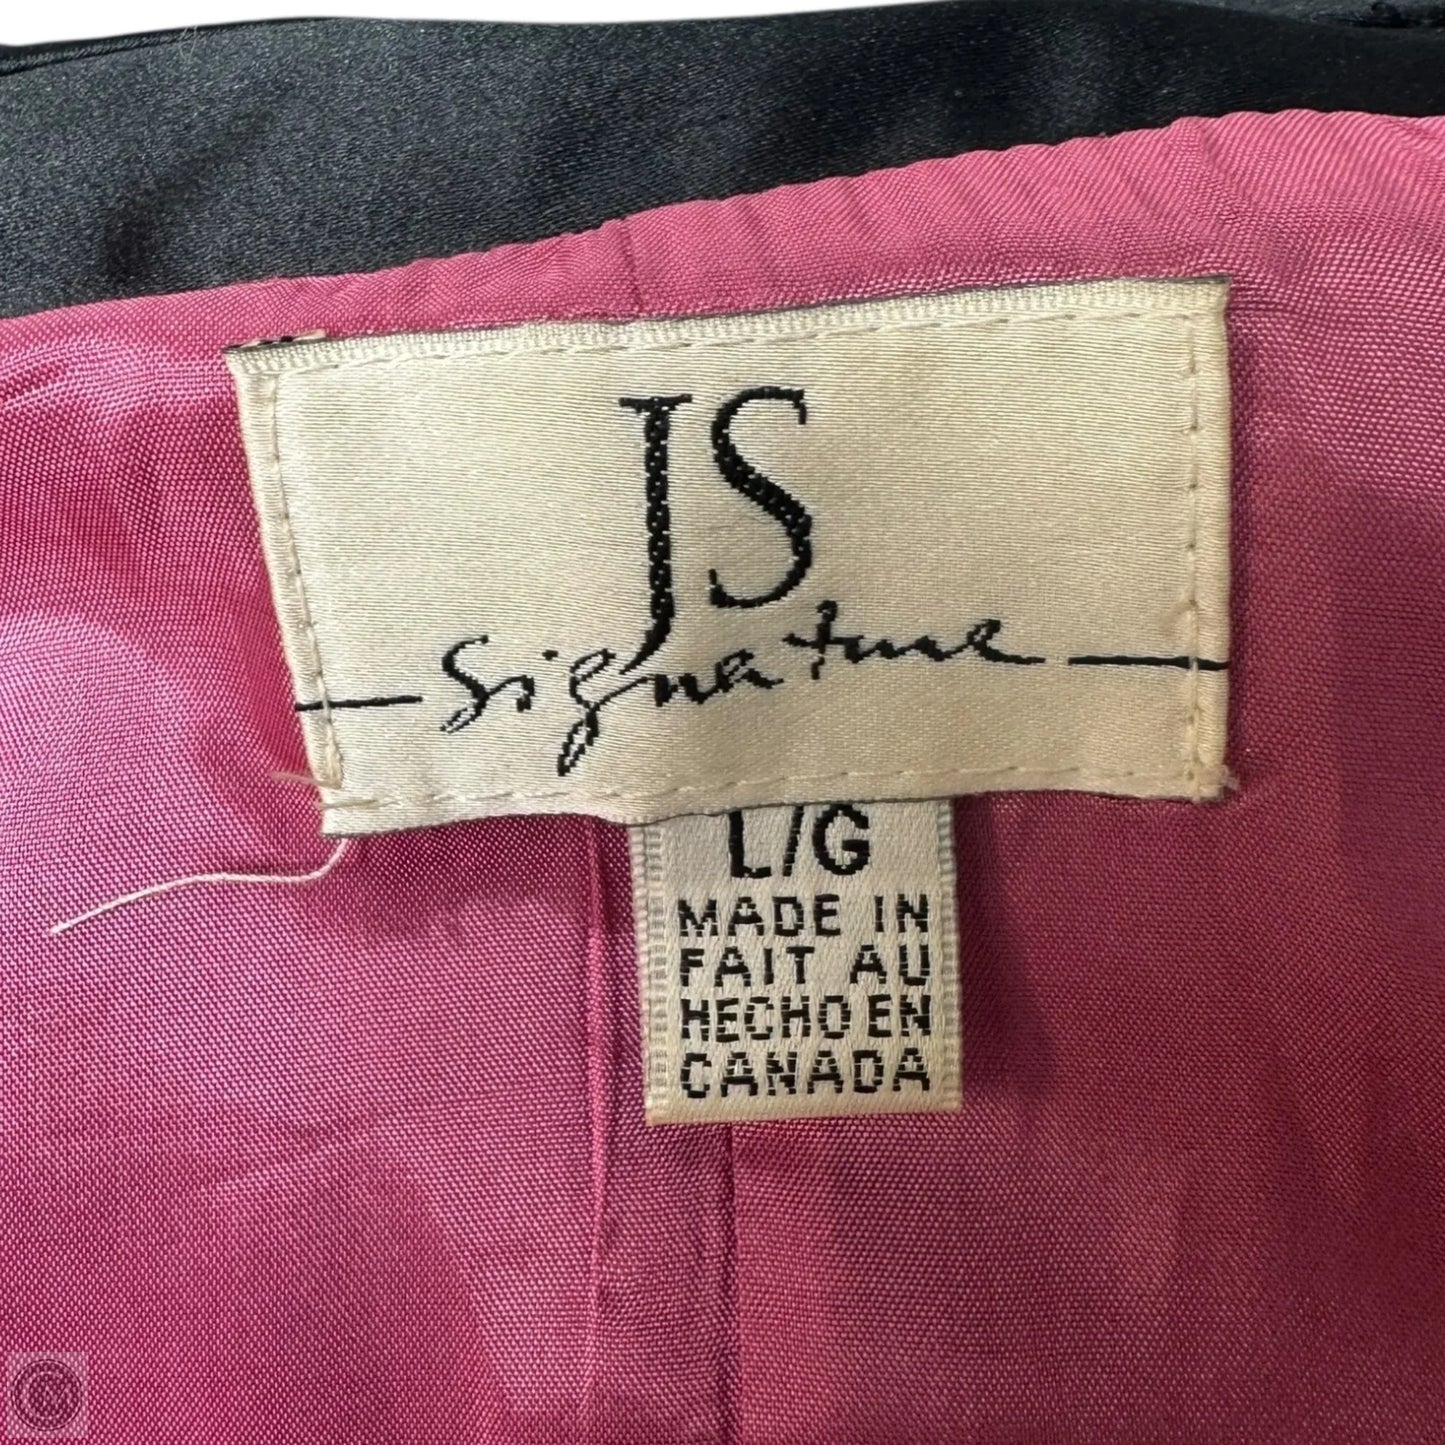 JS
Signature
L/G
MADE IN
FAIT AU
HECHO EN
CANADA